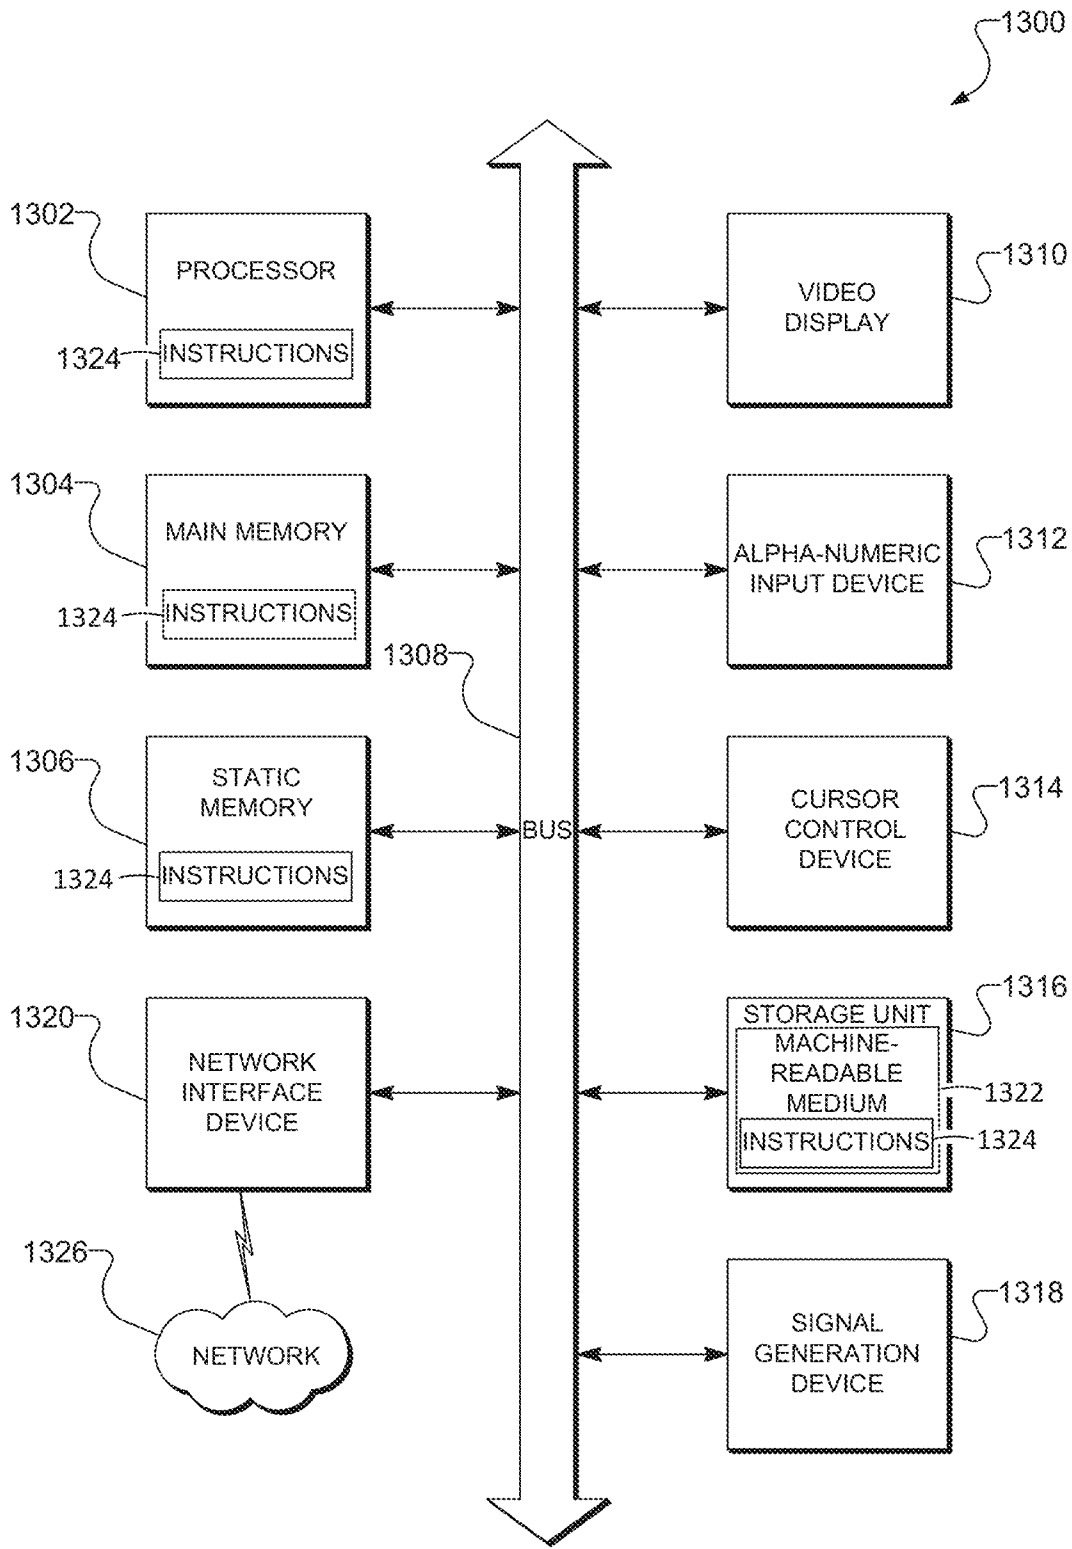 1300
1302
PROCESSOR
1324
INSTRUCTIONS
1310
VIDEO
DISPLAY
1304
MAIN MEMORY
1324
INSTRUCTIONS
1312
ALPHA-NUMERIC
INPUT DEVICE
1308
1306
STATIC
MEMORY
1324
INSTRUCTIONS
BUS
1314
CURSOR
CONTROL
DEVICE
1320
NETWORK
INTERFACE
DEVICE
1316
STORAGE UNIT
MACHINE-
READABLE
MEDIUM
1322
INSTRUCTIONS
1324
1326
NETWORK
1318
SIGNAL
GENERATION
DEVICE